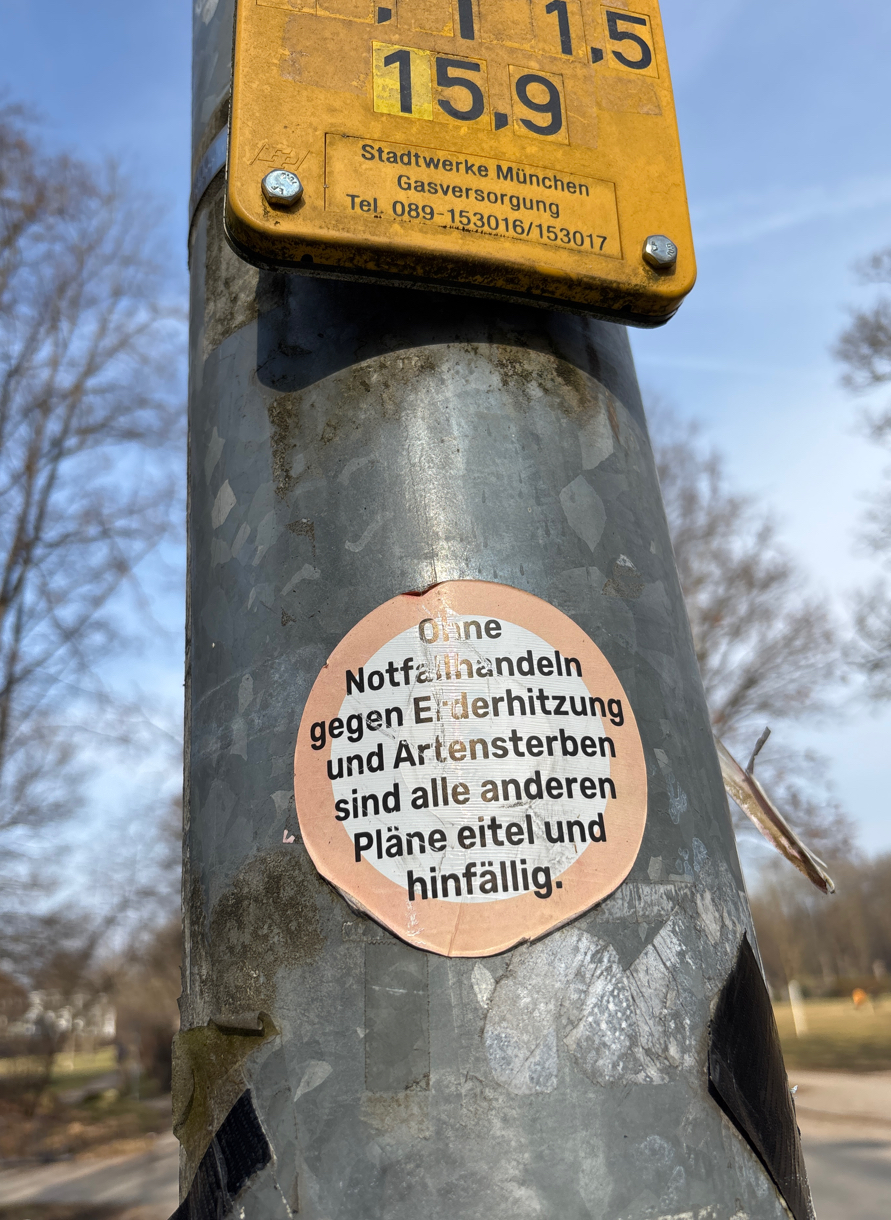 1 1,5
15,9
Stadtwerke München
Gasversorgung
Tel. 089-153016/153017
Ohne
Notfallhandeln
gegen Erderhitzung
und Artensterben
sind alle anderen
Pläne eitel und
hinfällig.